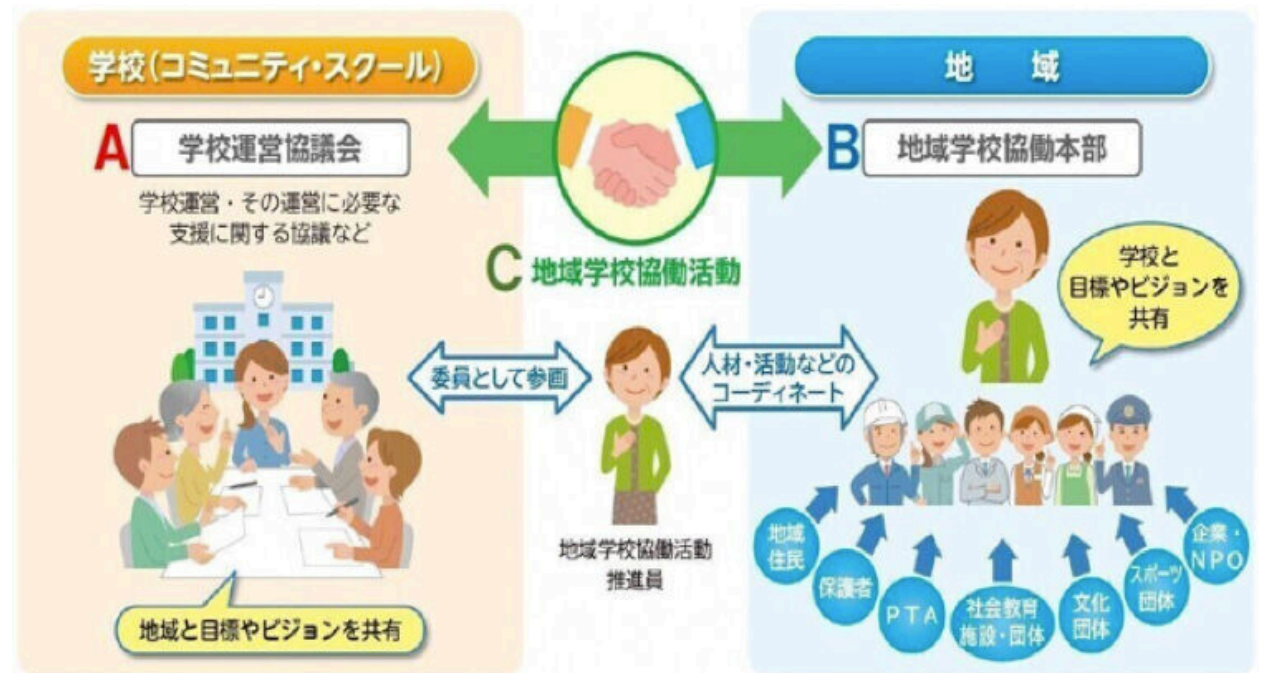 学校(コミュニティ・スクール)
A 学校運営協議会
学校運営・その運営に必要な
支援に関する協議など
地域と目標やビジョンを共有
C 地域学校協働活動
委員として参画
人材・活動などの
コーディネート
地域学校協働活動
推進員
地 域
B 地域学校協働本部
学校と
目標やビジョンを
共有
地域
住民
保護者
PTA
社会教育
施設・団体
文化
団体
スポーツ
団体
企業・
NPO